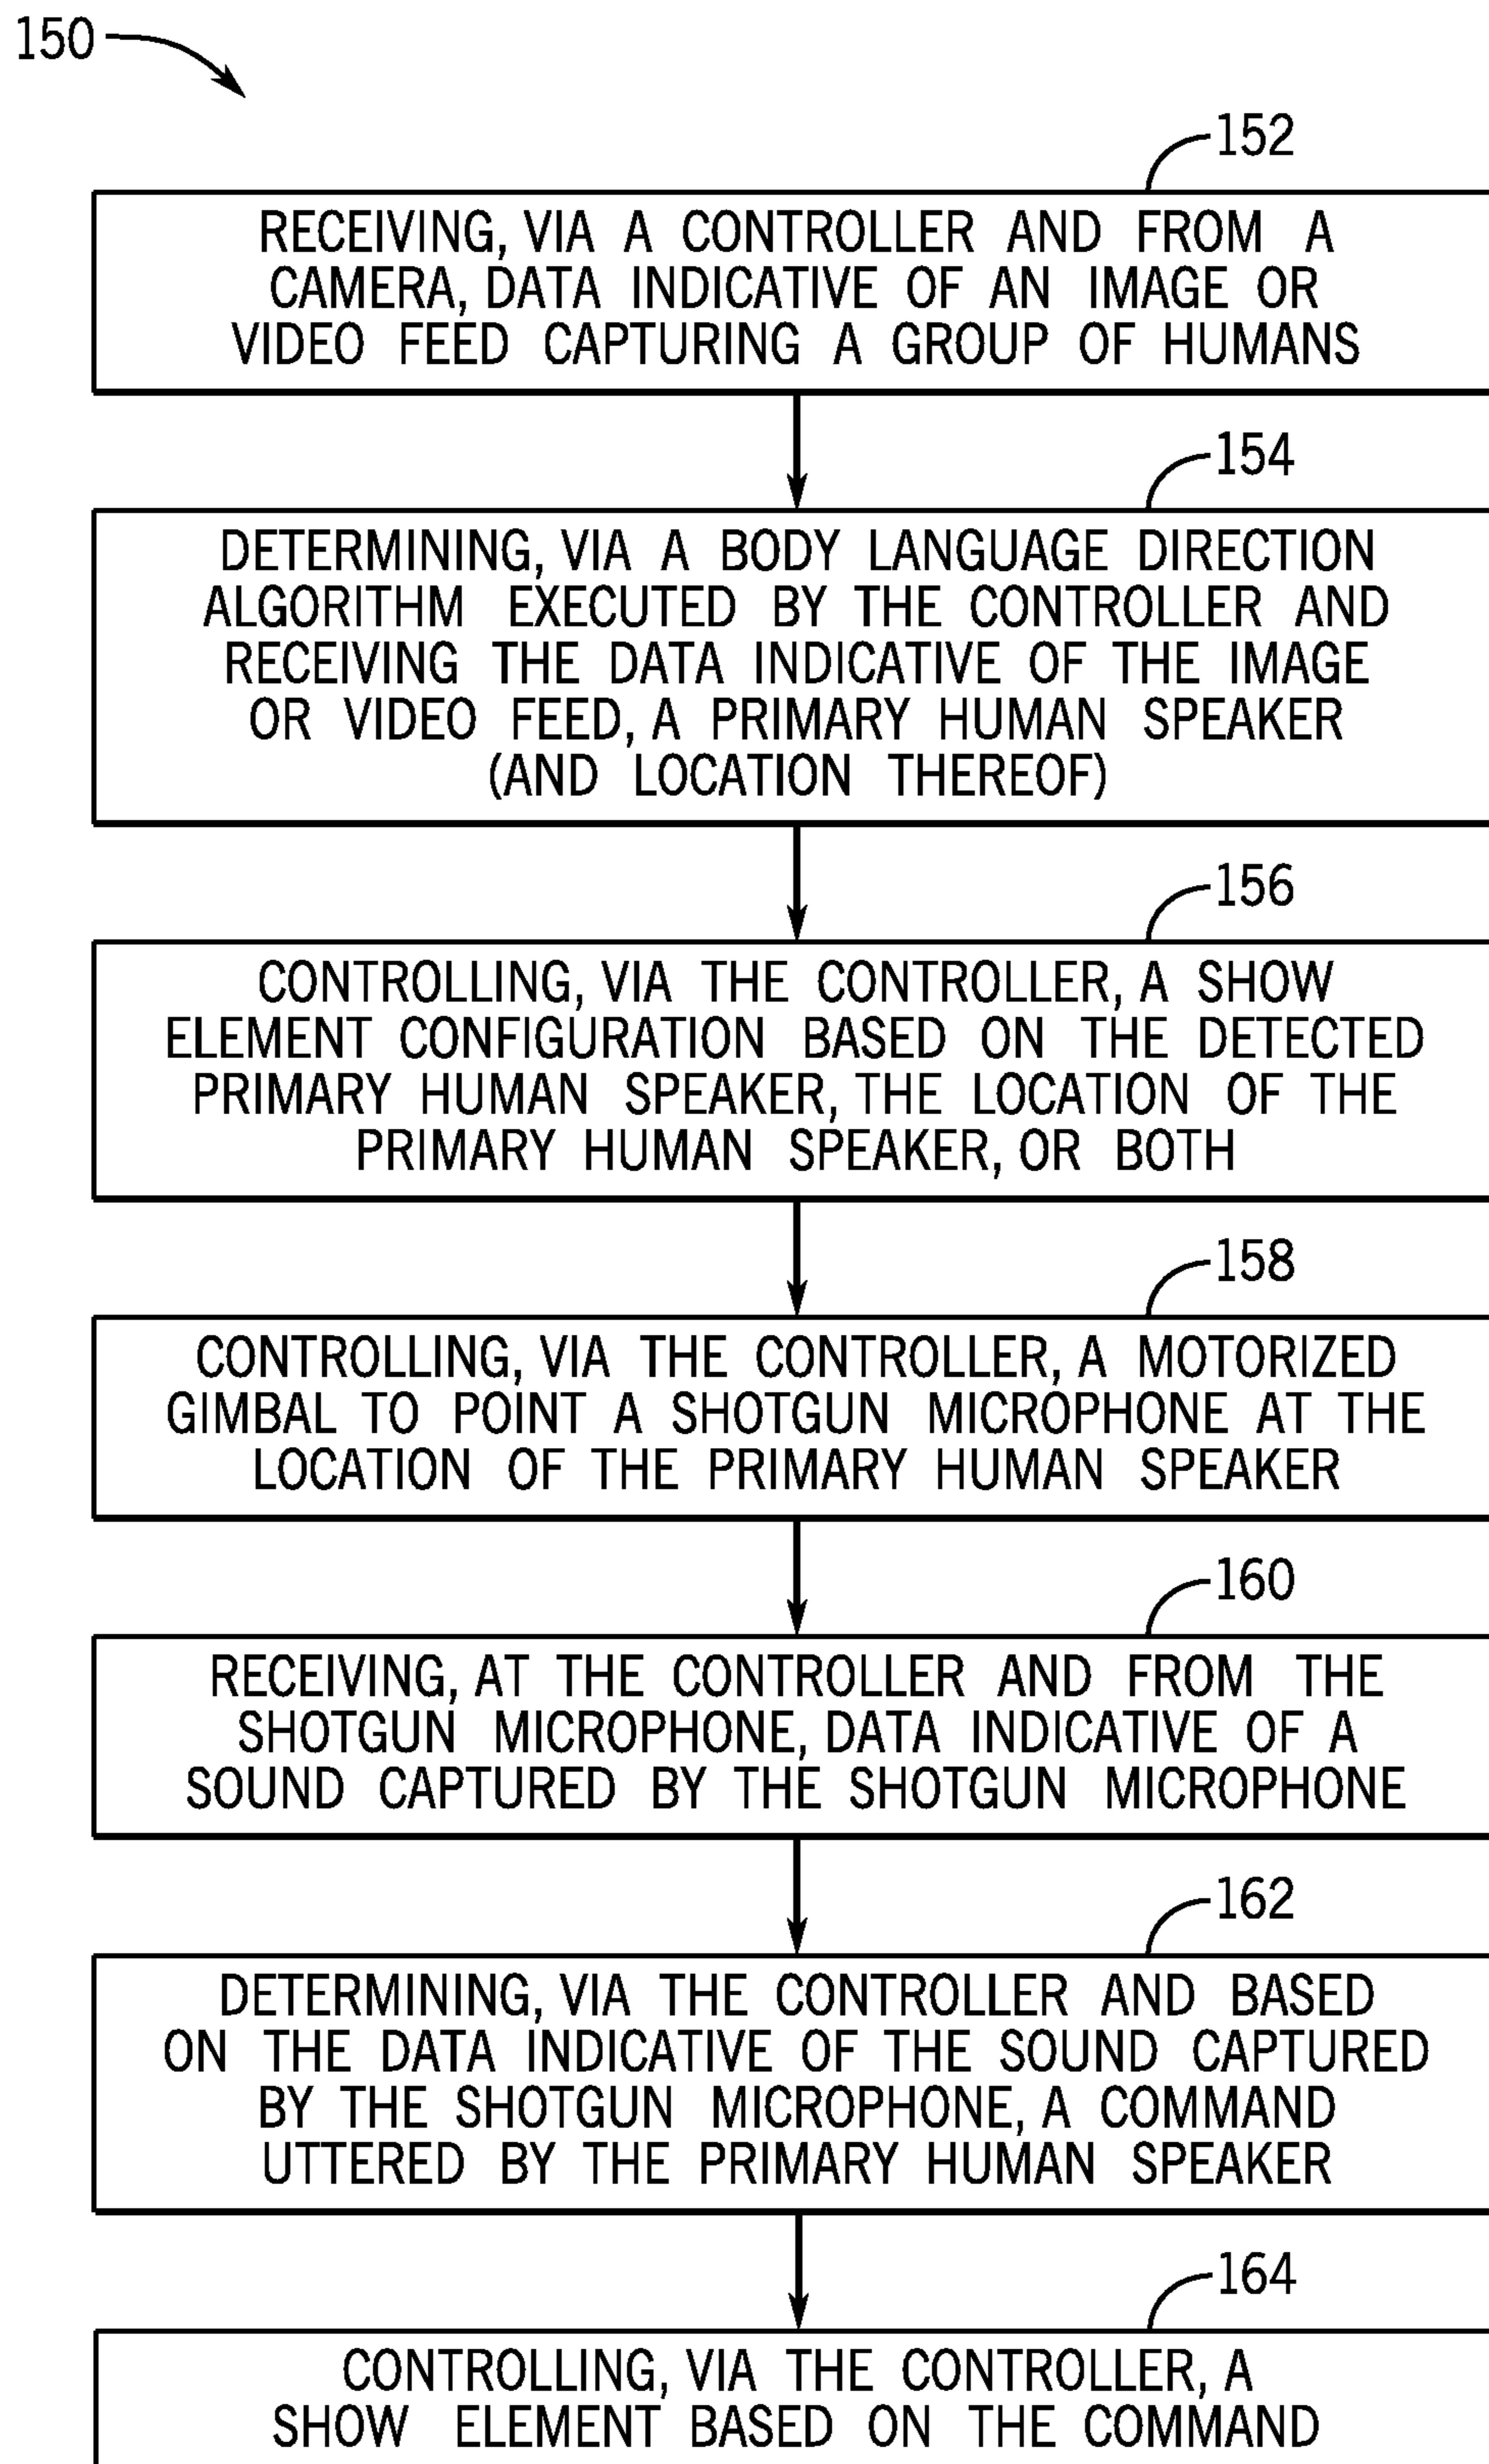 150
152
RECEIVING, VIA A CONTROLLER AND FROM A
CAMERA, DATA INDICATIVE OF AN IMAGE OR
VIDEO FEED CAPTURING A GROUP OF HUMANS
154
DETERMINING, VIA A BODY LANGUAGE DIRECTION
ALGORITHM EXECUTED BY THE CONTROLLER AND
RECEIVING THE DATA INDICATIVE OF THE IMAGE
OR VIDEO FEED, A PRIMARY HUMAN SPEAKER
(AND LOCATION THEREOF)
156
CONTROLLING, VIA THE CONTROLLER, A SHOW
ELEMENT CONFIGURATION BASED ON THE DETECTED
PRIMARY HUMAN SPEAKER, THE LOCATION OF THE
PRIMARY HUMAN SPEAKER, OR BOTH
158
CONTROLLING, VIA THE CONTROLLER, A MOTORIZED
GIMBAL TO POINT A SHOTGUN MICROPHONE AT THE
LOCATION OF THE PRIMARY HUMAN SPEAKER
160
RECEIVING, AT THE CONTROLLER AND FROM THE
SHOTGUN MICROPHONE, DATA INDICATIVE OF A
SOUND CAPTURED BY THE SHOTGUN MICROPHONE
162
DETERMINING, VIA THE CONTROLLER AND BASED
ON THE DATA INDICATIVE OF THE SOUND CAPTURED
BY THE SHOTGUN MICROPHONE, A COMMAND
UTTERED BY THE PRIMARY HUMAN SPEAKER
164
CONTROLLING, VIA THE CONTROLLER, A
SHOW ELEMENT BASED ON THE COMMAND